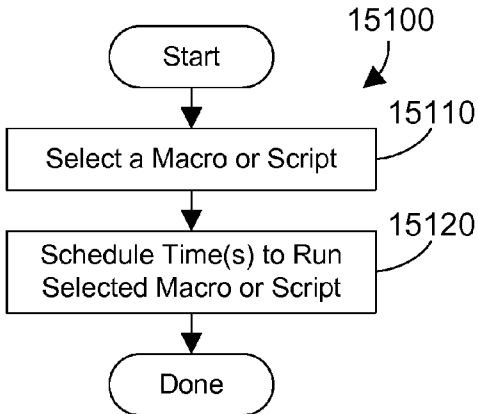 15100
Start
15110
Select a Macro or Script
15120
Schedule Time(s) to Run
Selected Macro or Script
Done